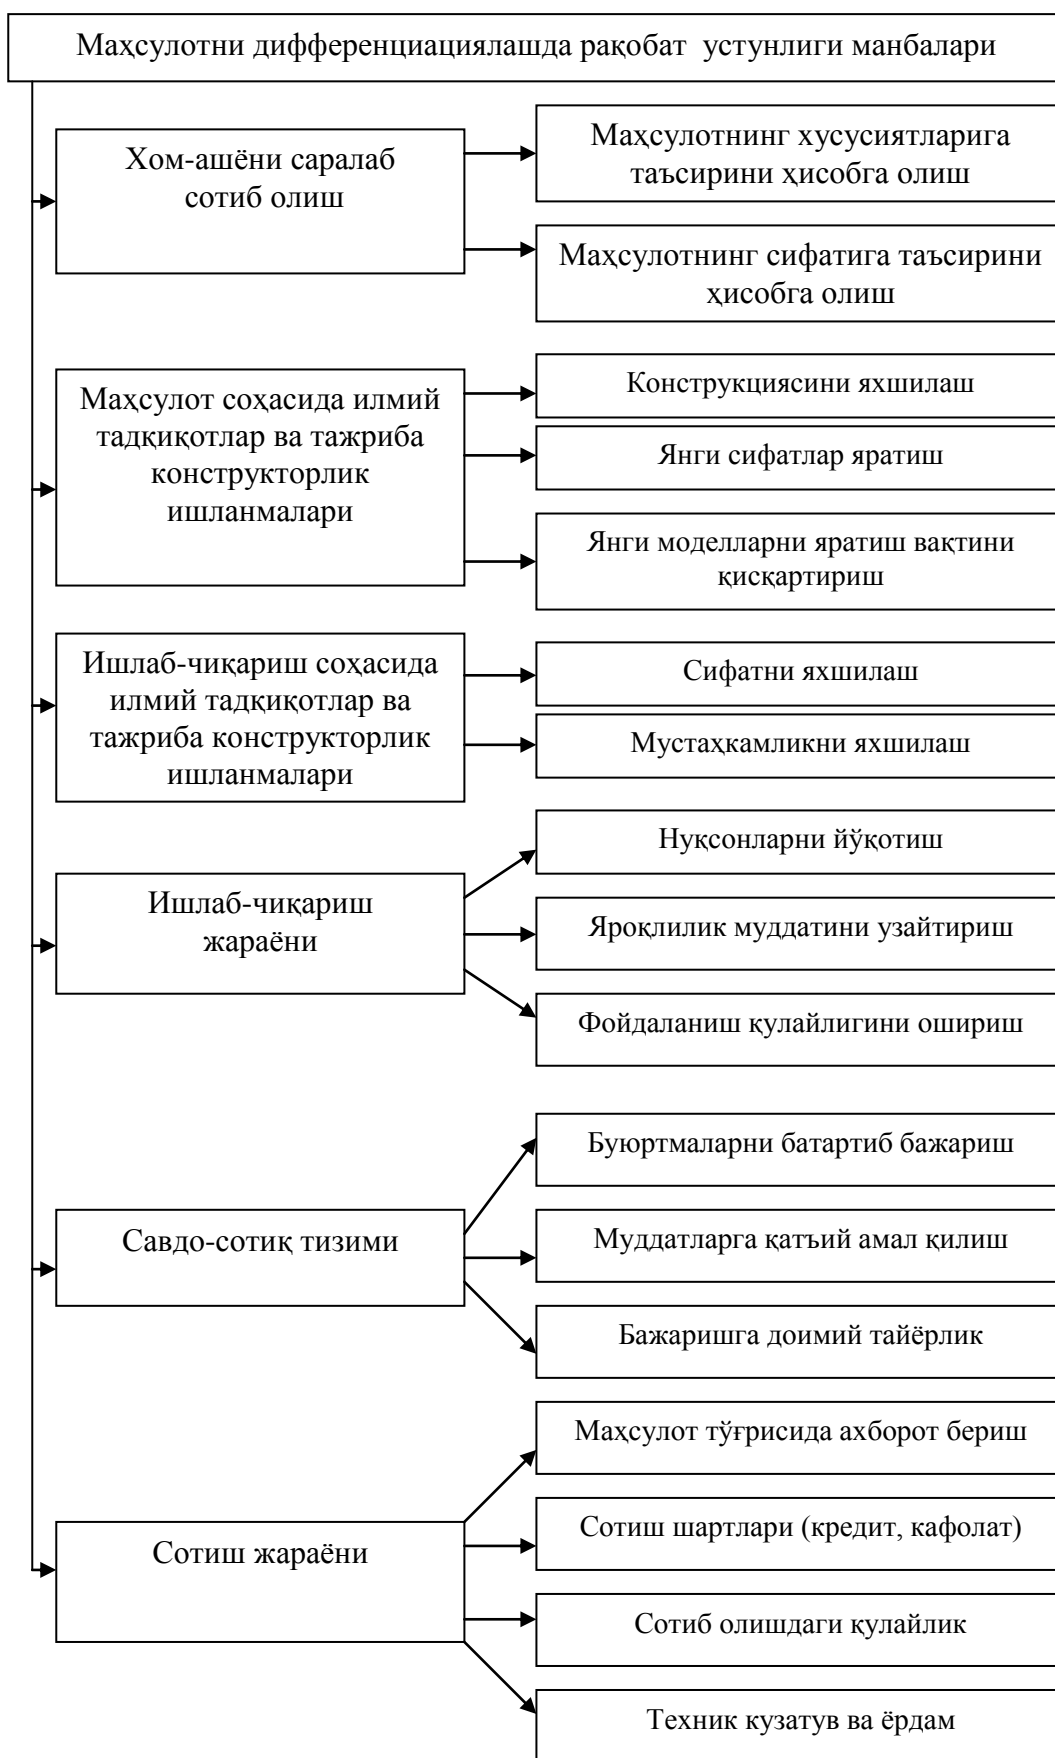 Маҳсулотни дифференциациялашда рақобат устунлиги манбалари
Хом-ашёни саралаб
сотиб олиш
Маҳсулотнинг хусусиятларига
таъсирини ҳисобга олиш
Маҳсулотнинг сифатига таъсирини
ҳисобга олиш
Маҳсулот соҳасида илмий
тадқиқотлар ва тажриба
конструкторлик
ишланмалари
Конструкциясини яхшилаш
Янги сифатлар яратиш
Янги моделларни яратиш вақтини
қисқартириш
Ишлаб-чиқариш соҳасида
илмий тадқиқотлар ва
тажриба конструкторлик
ишланмалари
Сифатни яхшилаш
Мустаҳкамликни яхшилаш
Ишлаб-чиқариш
жараёни
Нуқсонларни йўқотиш
Яроқлилик муддатини узайтириш
Фойдаланиш қулайлигини ошириш
Савдо-сотиқ тизими
Буюртмаларни батартиб бажариш
Муддатларга қатъий амал қилиш
Бажаришга доимий тайёрлик
Сотиш жараёни
Маҳсулот тўғрисида ахборот бериш
Сотиш шартлари (кредит, кафолат)
Сотиб олишдаги қулайлик
Техник кузатув ва ёрдам